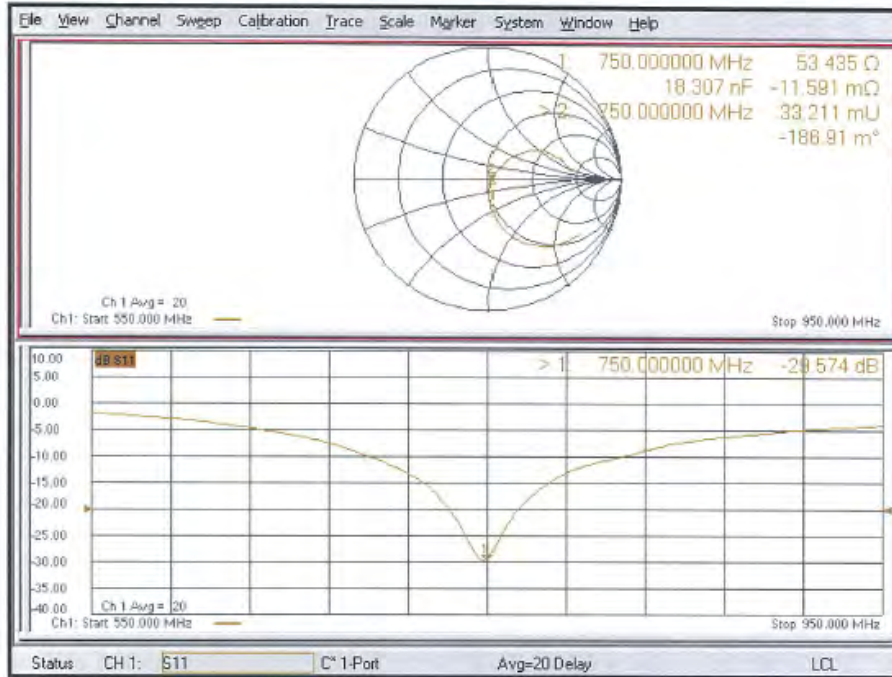 File View Channel Sweep Calibration Trace Scale Marker System Window Help
1: 750.000000 MHz 53.435 Ω
18.307 nF -11.591 mΩ
> 2: 750.000000 MHz 33.211 mU
-186.91 m°
Ch 1 Avg = 20
Ch1: Start 550.000 MHz
Stop 950.000 MHz
10.00
dB S11
> 1: 750.000000 MHz -29.574 dB
5.00
0.00
-5.00
-10.00
-15.00
-20.00
-25.00
1
-30.00
-35.00
-40.00
Ch 1 Avg = 20
Ch1: Start 550.000 MHz
Stop 950.000 MHz
Status CH 1: S11 C* 1-Port Avg=20 Delay LCL